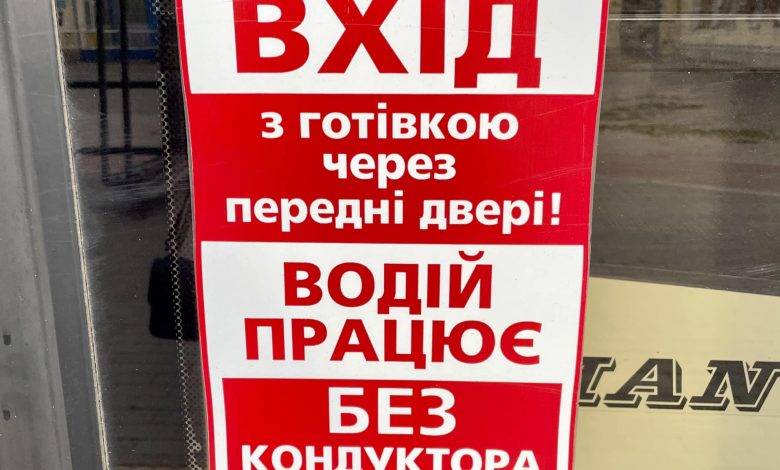 ВХІД
з готівкою
через
передні двері!
ВОДІЙ
ПРАЦЮЄ
БЕЗ
КОНДУКТОРА